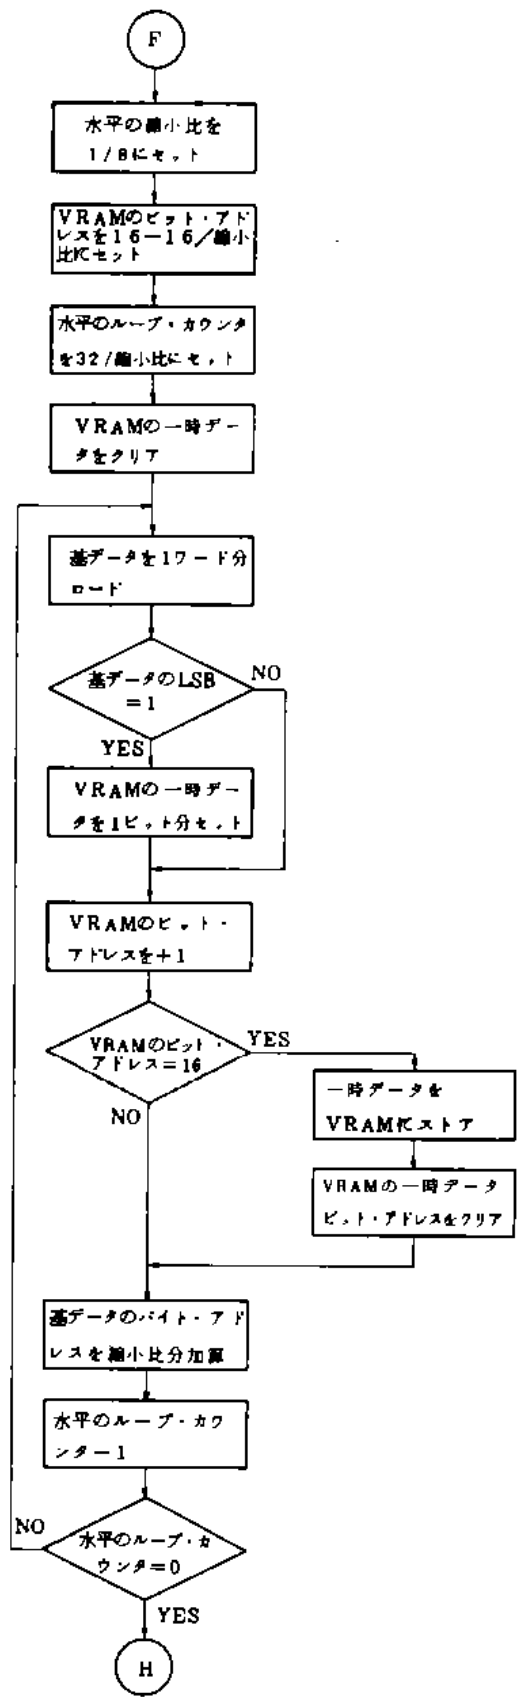 F
水平の縮小比を
1/8にセット
VRAMのビット・アド
レスを16－16／縮小
比にセット
水平のループ・カウンタ
を32/縮小比にセット
VRAMの一時デー
タをクリア
基データを1ワード分
ロード
基データのLSB
=1
NO
YES
VRAMの一時デー
タを1ビット分セット
VRAMのビット・
アドレスを+1
VRAMのビット・
アドレス=16
YES
NO
一時データを
VRAMにストア
VRAMの一時データ
ビット・アドレスをクリア
基データのバイト・アド
レスを縮小比分加算
水平のループ・カウ
ンター1
NO
水平のループ・カ
ウンタ=0
YES
H